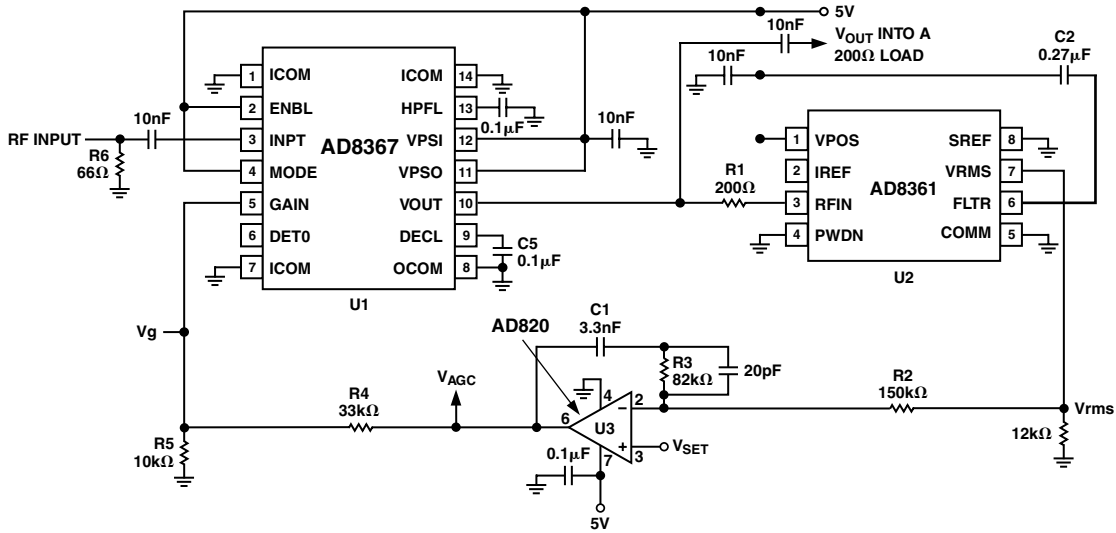 5V
10nF
V_OUT INTO A
200Ω LOAD
C2
0.27μF
10nF
1 ICOM ICOM 14
2 ENBL HPFL 13
0.1μF
10nF
RF INPUT
3 INPT VPSI 12
10nF
AD8367
R6
66Ω
4 MODE VPSO 11
5 GAIN VOUT 10
6 DET0 DECL 9
C5
0.1μF
7 ICOM OCOM 8
U1
R1
200Ω
1 VPOS SREF 8
2 IREF VRMS 7
AD8361
3 RFIN FLTR 6
4 PWDN COMM 5
U2
Vg
AD820
C1
3.3nF
R3
82kΩ
20pF
R4
33kΩ
V_AGC
R2
150kΩ
4
2
6
U3
−
+
3
7
V_SET
Vrms
12kΩ
R5
10kΩ
0.1μF
5V